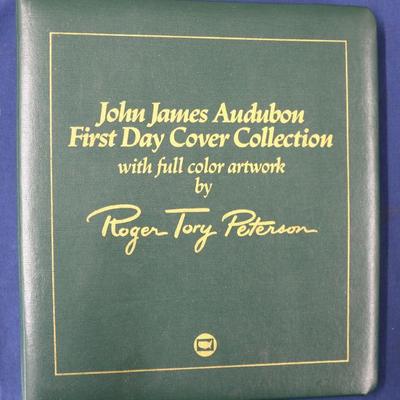 John James Audubon
First Day Cover Collection
with full color artwork
by
Roger Tory Peterson